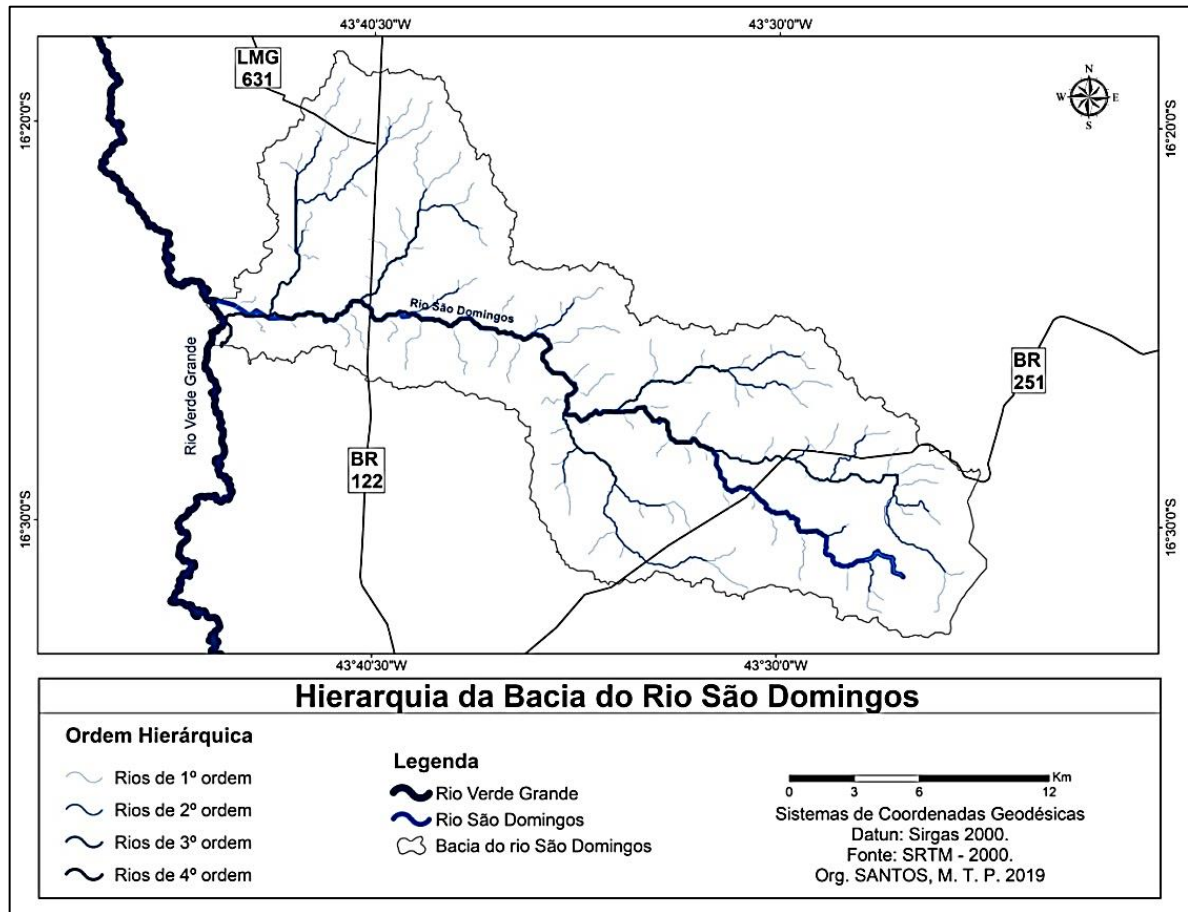 43°40'30"W
43°30'0"W
LMG
631
N
W
E
S
16°20'0"S
16°20'0"S
Rio São Domingos
Rio Verde Grande
BR
251
BR
122
16°30'0"S
16°30'0"S
43°40'30"W
43°30'0"W
Hierarquia da Bacia do Rio São Domingos
Ordem Hierárquica
Rios de 1º ordem
Rios de 2º ordem
Rios de 3º ordem
Rios de 4º ordem
Legenda
Rio Verde Grande
Rio São Domingos
Bacia do rio São Domingos
Km
0 3 6 12
Sistemas de Coordenadas Geodésicas
Datun: Sirgas 2000.
Fonte: SRTM - 2000.
Org. SANTOS, M. T. P. 2019